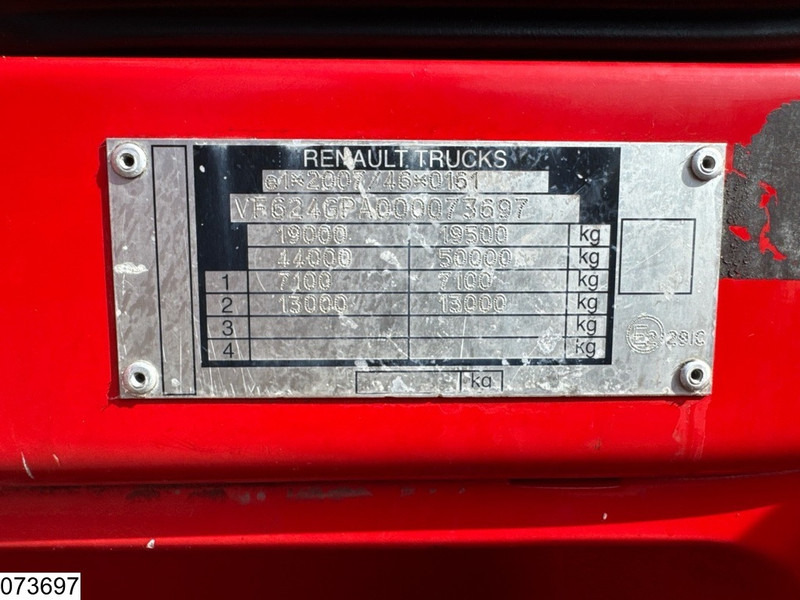 RENAULT TRUCKS
e1*2007/46*0161
VF624GPA000073697
19000 19500 kg
44000 50000 kg
1 7100 7100 kg
2 13000 13000 kg
3 kg
4 kg
kg
073697